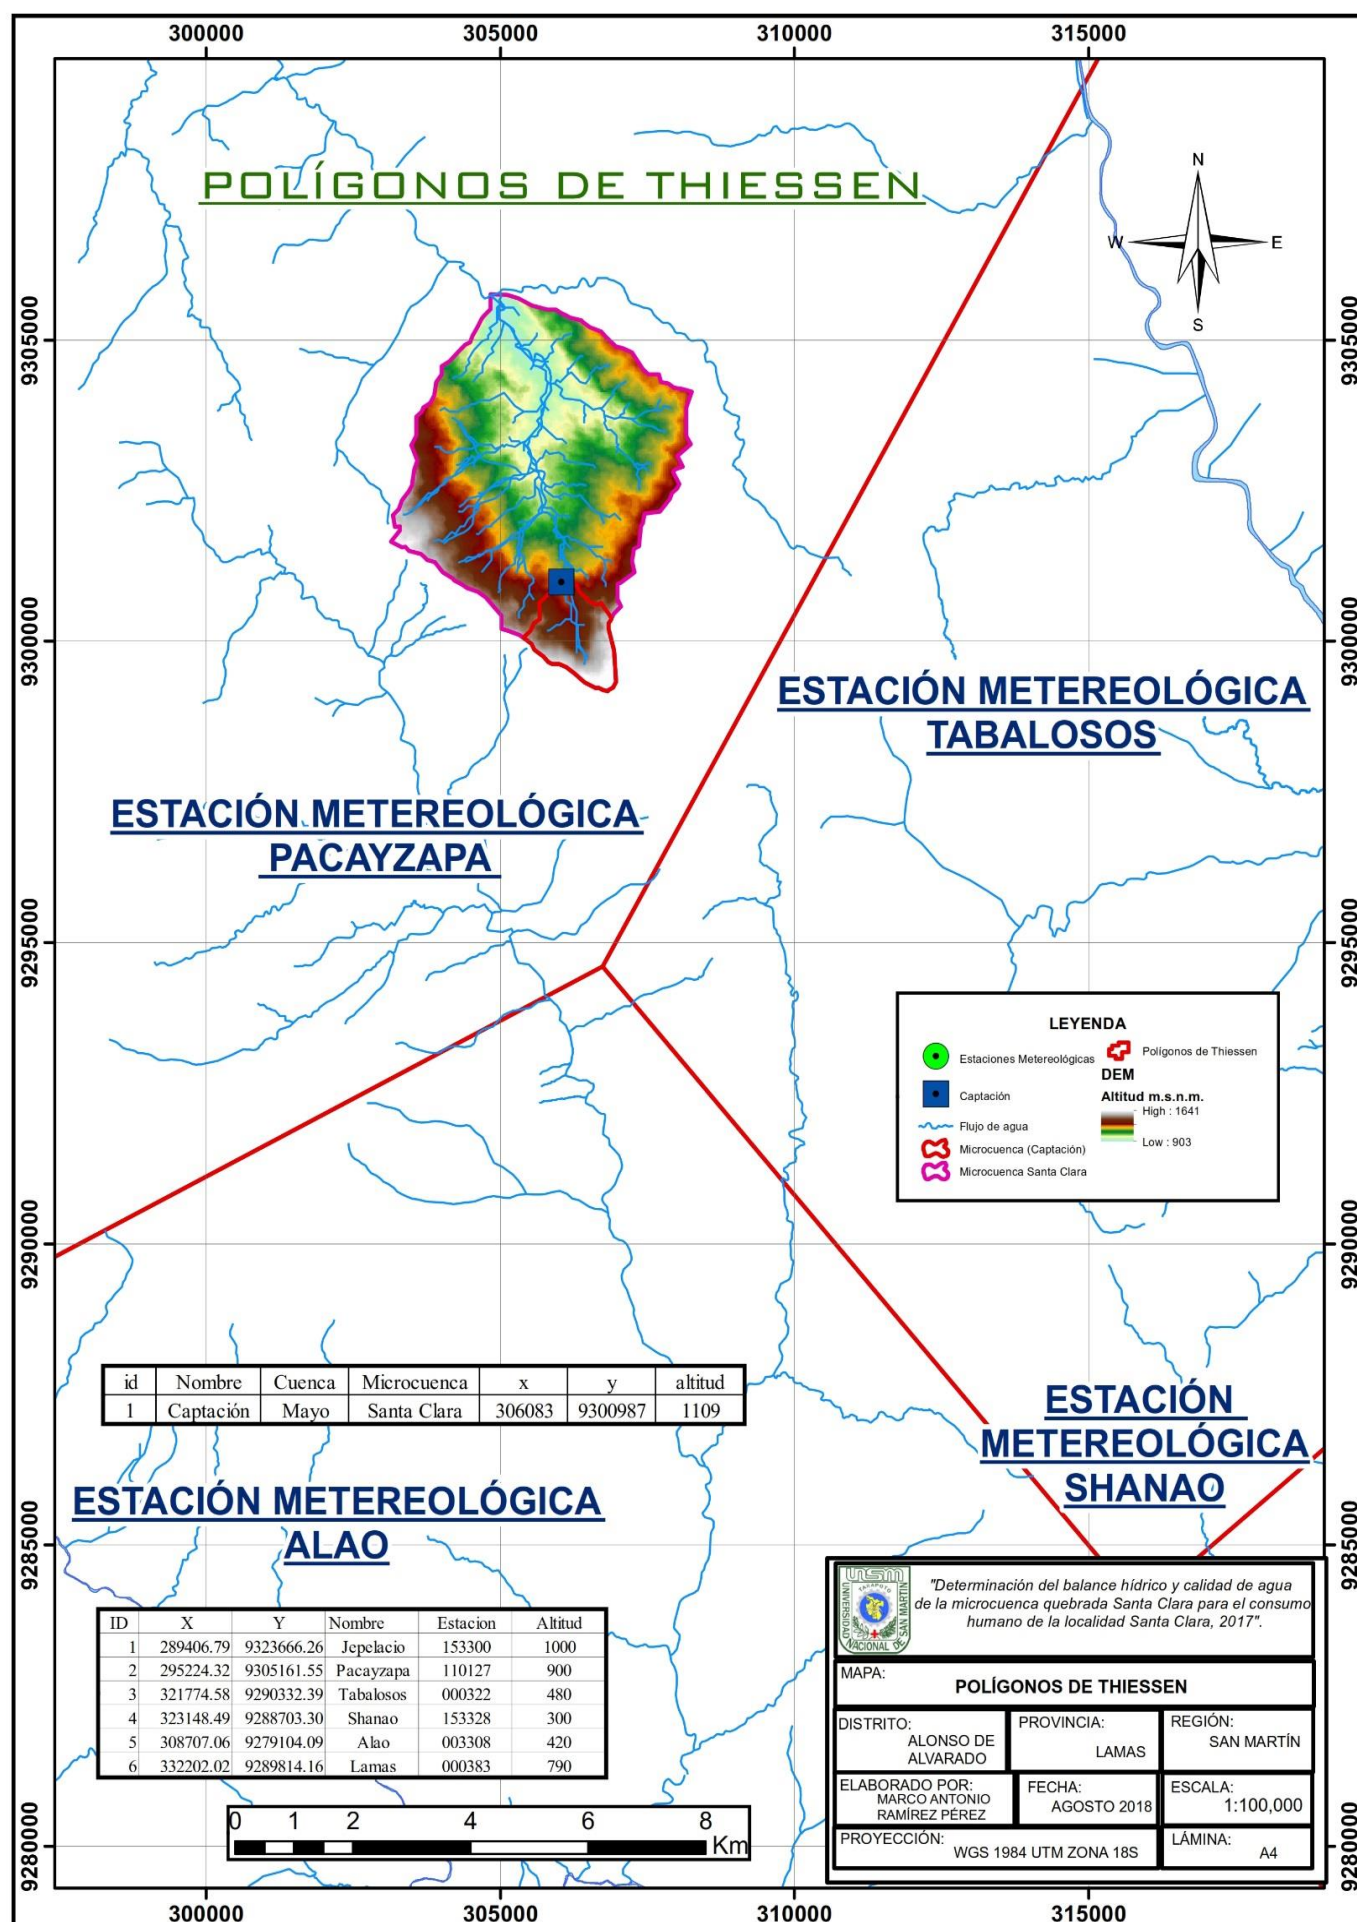 300000 305000 310000 315000
POLÍGONOS DE THIESSEN
N
W E
S
9305000 9305000
9300000 9300000
ESTACIÓN METEREOLÓGICA
TABALOSOS
ESTACIÓN METEREOLÓGICA
PACAYZAPA
9295000 9295000
LEYENDA
Estaciones Metereológicas
Polígonos de Thiessen
DEM
Captación
Altitud m.s.n.m.
High : 1641
Flujo de agua
Low : 903
Microcuenca (Captación)
Microcuenca Santa Clara
9290000 9290000
id Nombre Cuenca Microcuenca x y altitud
1 Captación Mayo Santa Clara 306083 9300987 1109
ESTACIÓN
METEREOLÓGICA
SHANAO
ESTACIÓN METEREOLÓGICA
ALAO
9285000 9285000
ID X Y Nombre Estacion Altitud
1 289406.79 9323666.26 Jepelacio 153300 1000
2 295224.32 9305161.55 Pacayzapa 110127 900
3 321774.58 9290332.39 Tabalosos 000322 480
4 323148.49 9288703.30 Shanao 153328 300
5 308707.06 9279104.09 Alao 003308 420
6 332202.02 9289814.16 Lamas 000383 790
0 1 2 4 6 8
Km
unsm
TARAPOTO
UNIVERSIDAD
NACIONAL DE
SAN MARTÍN
"Determinación del balance hídrico y calidad de agua
de la microcuenca quebrada Santa Clara para el consumo
humano de la localidad Santa Clara, 2017".
MAPA:
POLÍGONOS DE THIESSEN
DISTRITO:
ALONSO DE
ALVARADO
PROVINCIA:
LAMAS
REGIÓN:
SAN MARTÍN
ELABORADO POR:
MARCO ANTONIO
RAMÍREZ PÉREZ
FECHA:
AGOSTO 2018
ESCALA:
1:100,000
PROYECCIÓN:
WGS 1984 UTM ZONA 18S
LÁMINA:
A4
9280000 9280000
300000 305000 310000 315000